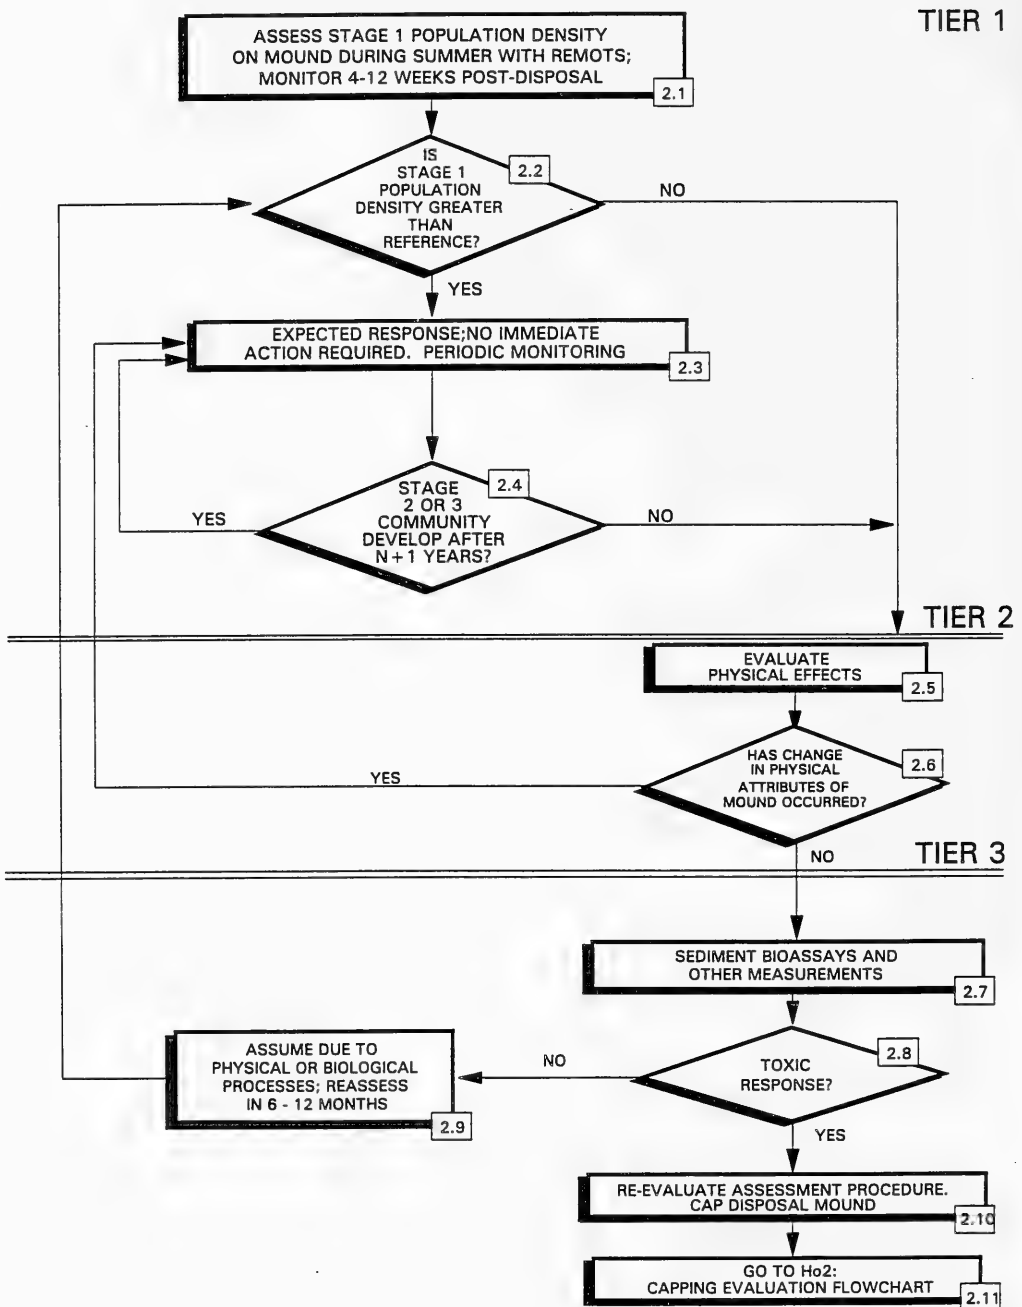 TIER 1
ASSESS STAGE 1 POPULATION DENSITY
ON MOUND DURING SUMMER WITH REMOTS;
MONITOR 4-12 WEEKS POST-DISPOSAL
2.1
IS
STAGE 1
POPULATION
DENSITY GREATER
THAN
REFERENCE?
2.2
NO
YES
EXPECTED RESPONSE;NO IMMEDIATE
ACTION REQUIRED. PERIODIC MONITORING
2.3
STAGE
2 OR 3
COMMUNITY
DEVELOP AFTER
N+1 YEARS?
2.4
YES
NO
TIER 2
EVALUATE
PHYSICAL EFFECTS
2.5
HAS CHANGE
IN PHYSICAL
ATTRIBUTES OF
MOUND OCCURRED?
2.6
YES
NO
TIER 3
SEDIMENT BIOASSAYS AND
OTHER MEASUREMENTS
2.7
TOXIC
RESPONSE?
2.8
NO
YES
ASSUME DUE TO
PHYSICAL OR BIOLOGICAL
PROCESSES; REASSESS
IN 6 - 12 MONTHS
2.9
RE-EVALUATE ASSESSMENT PROCEDURE.
CAP DISPOSAL MOUND
2.10
GO TO Ho2:
CAPPING EVALUATION FLOWCHART
2.11